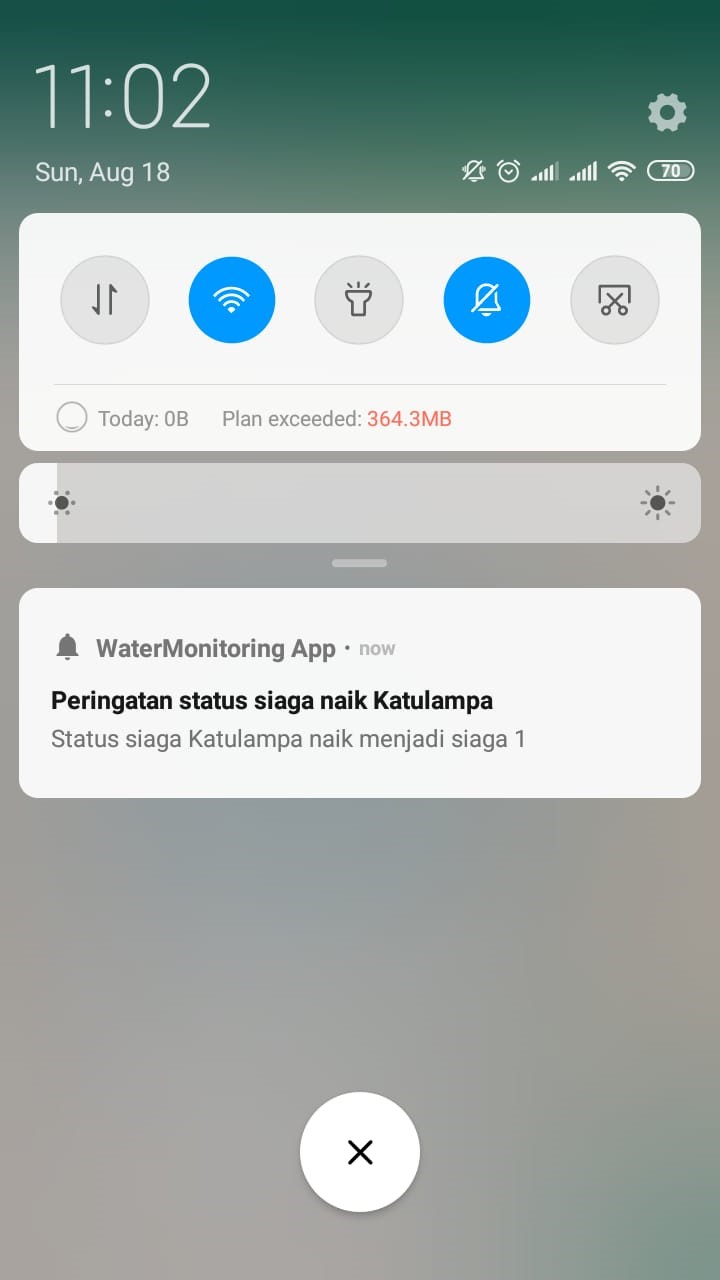 11:02
Sun, Aug 18
70
Today: 0B Plan exceeded: 364.3MB
WaterMonitoring App • now
Peringatan status siaga naik Katulampa
Status siaga Katulampa naik menjadi siaga 1